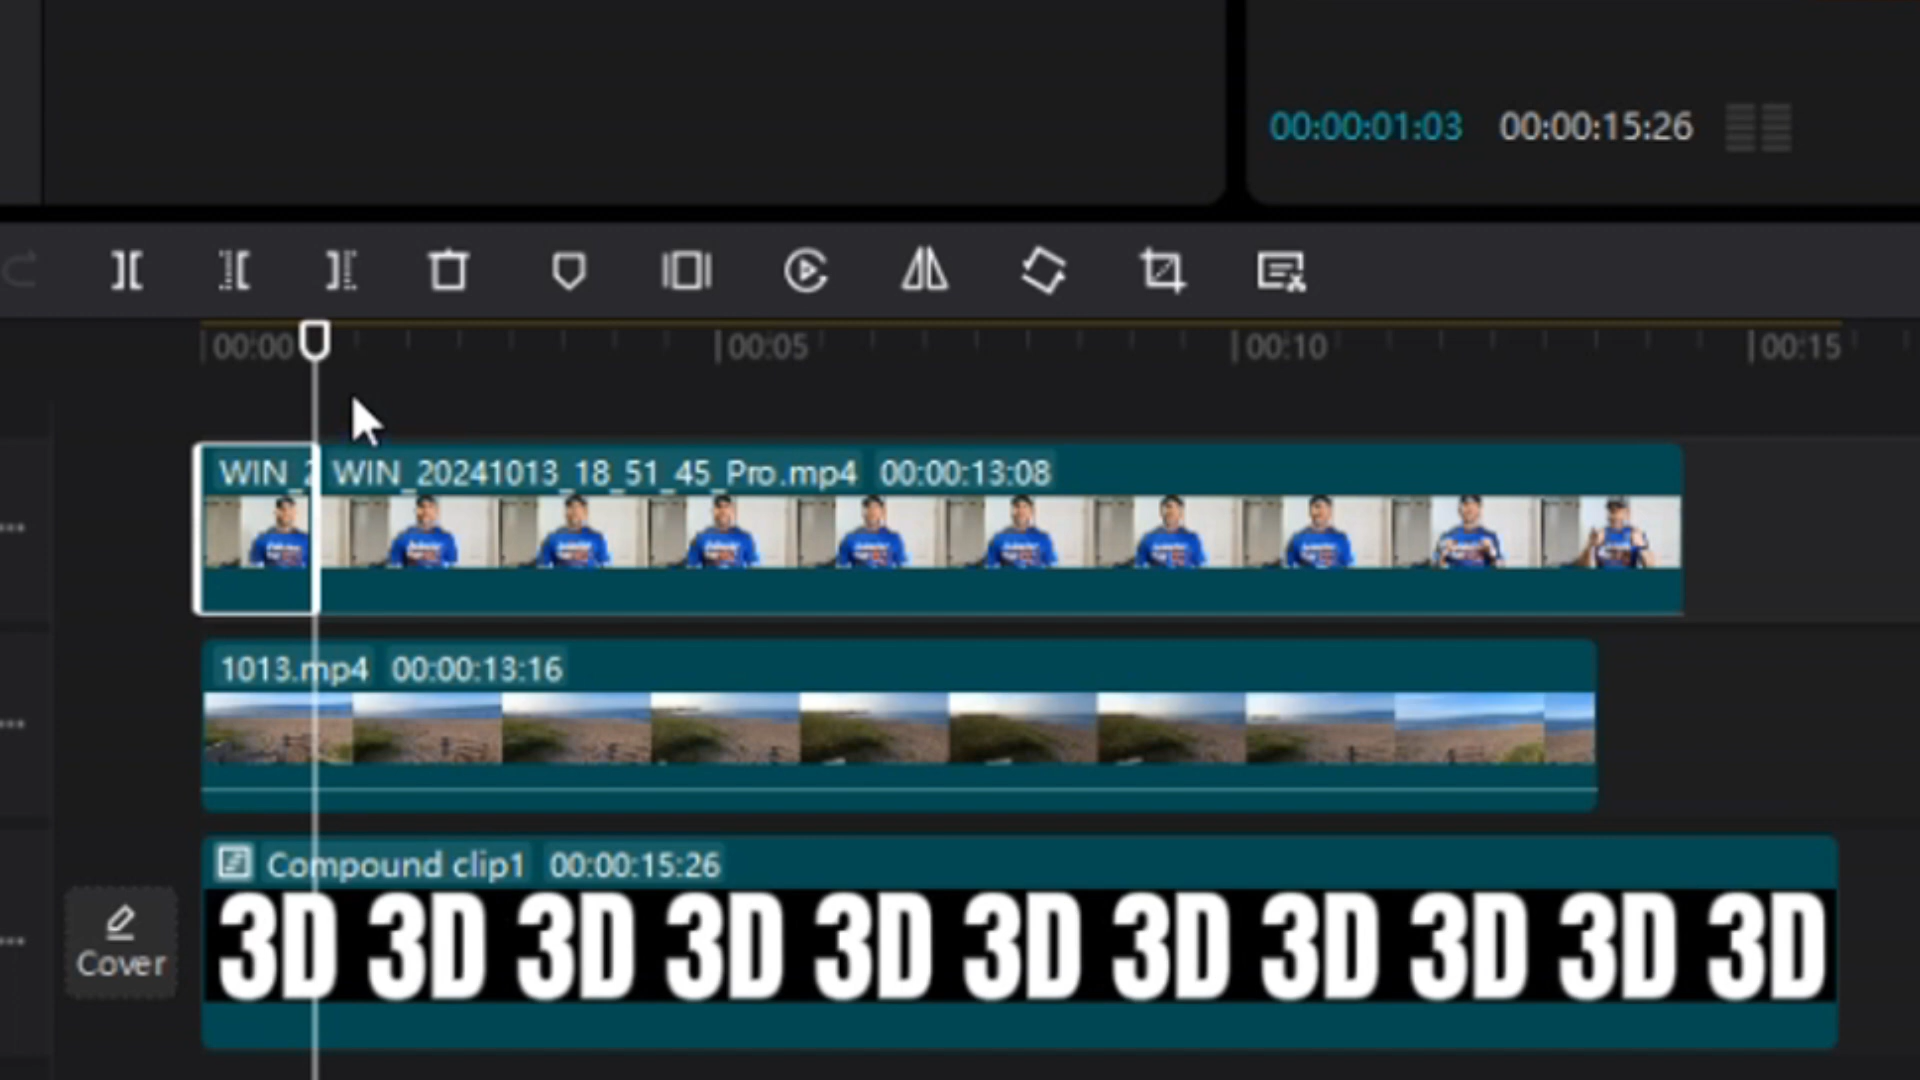 00:00:01:03 00:00:15:26
00:00 00:05 00:10 00:15
WIN_2 WIN_20241013_18_51_45_Pro.mp4 00:00:13:08
1013.mp4 00:00:13:16
Compound clip1 00:00:15:26
3D 3D 3D 3D 3D 3D 3D 3D 3D 3D 3D
Cover